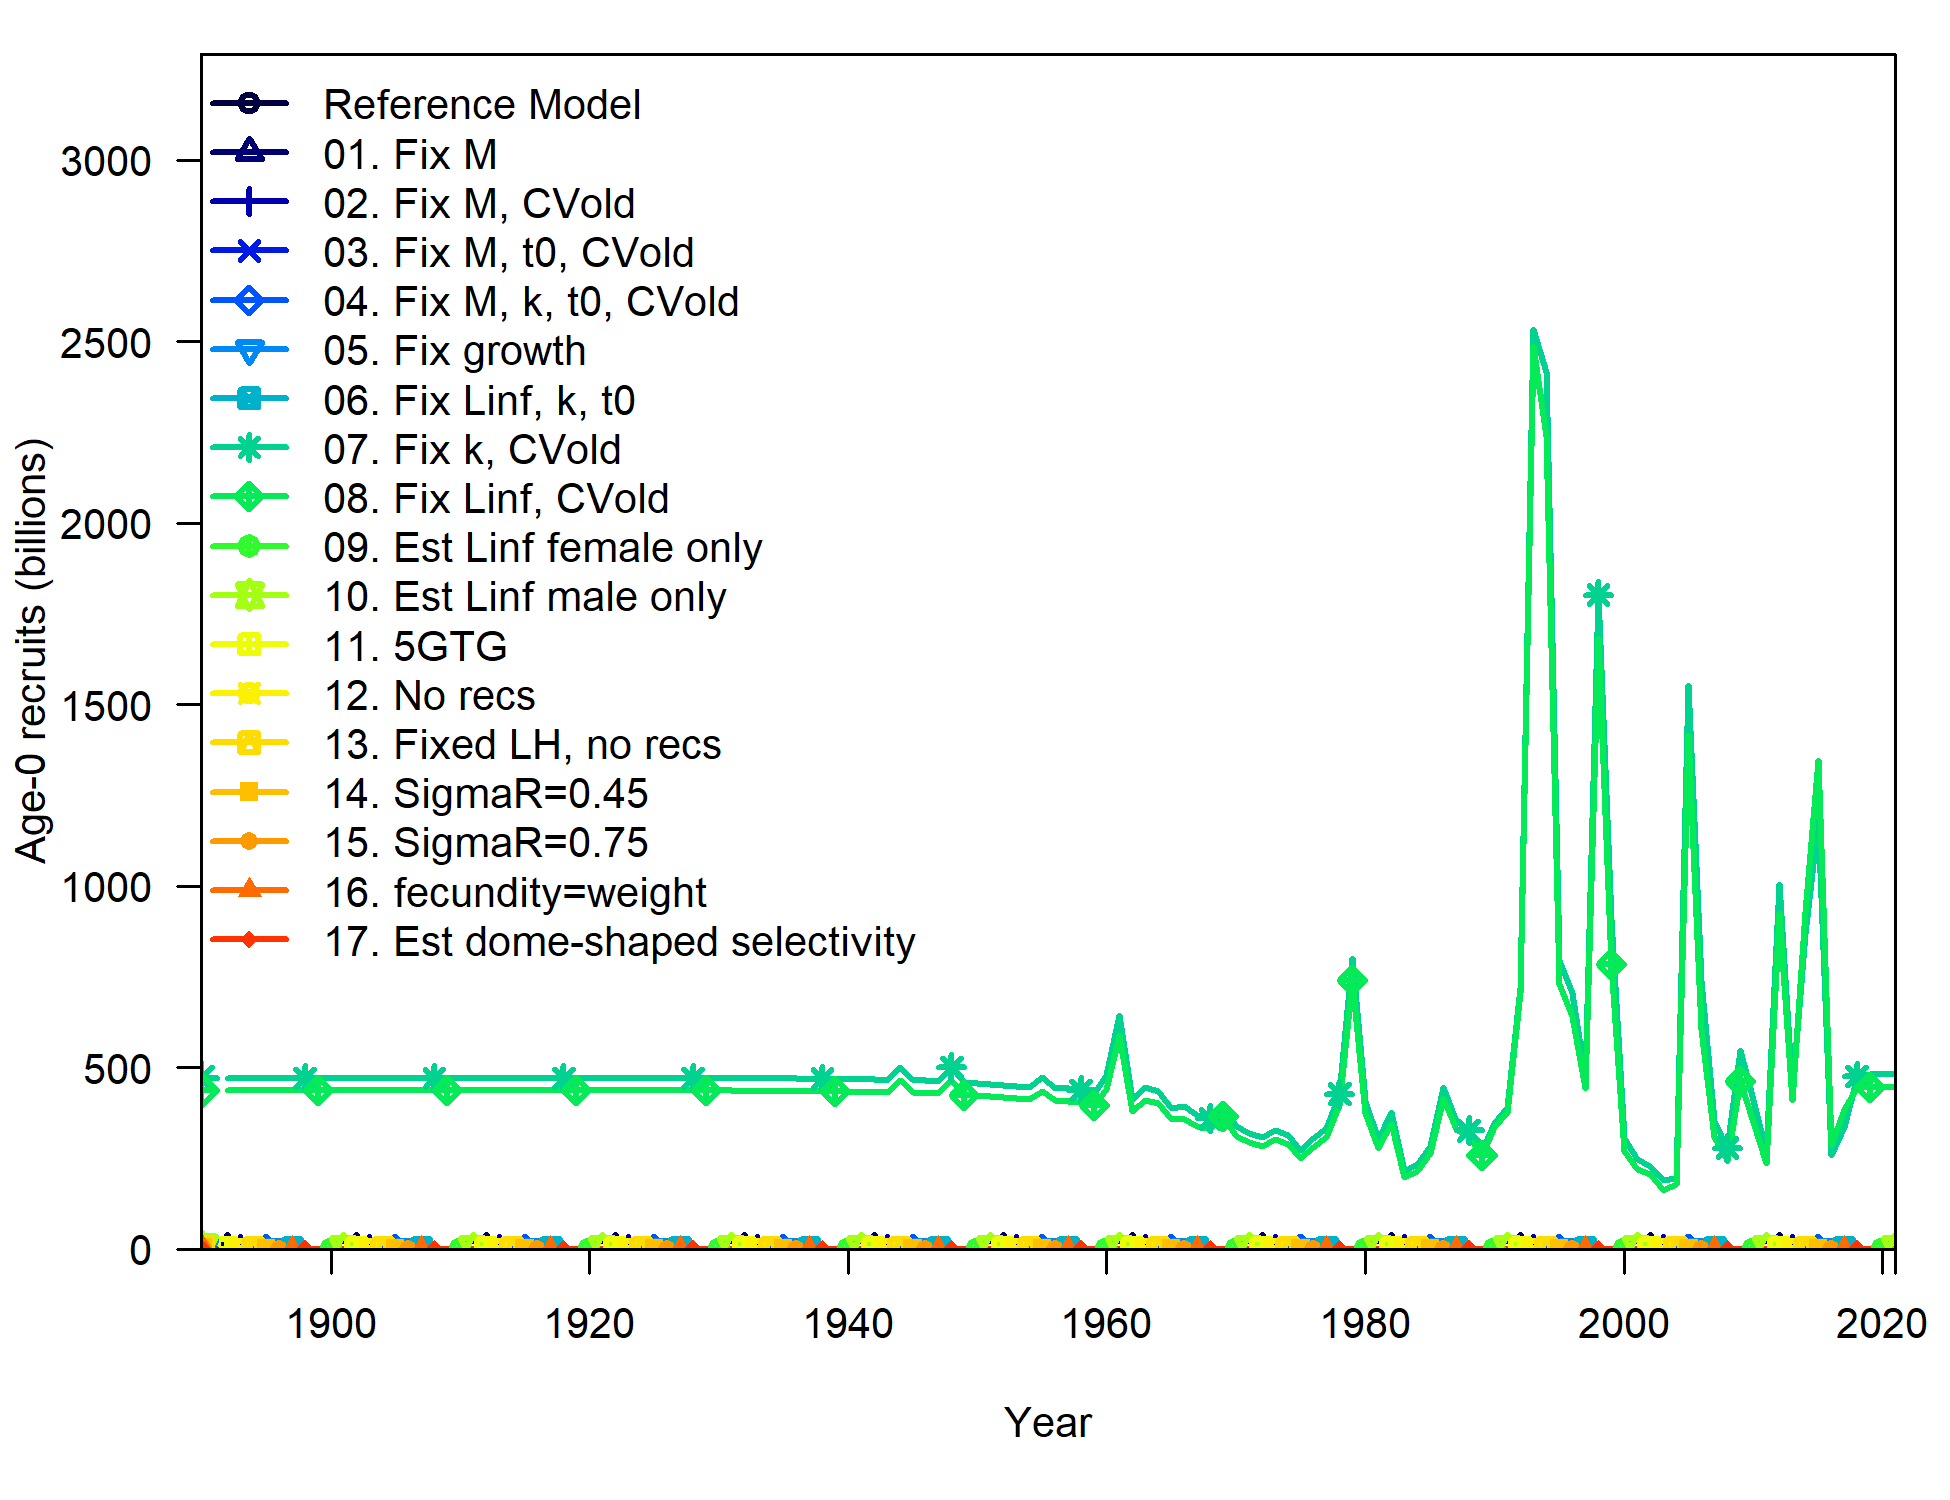 Reference Model
01. Fix M
02. Fix M, CVold
03. Fix M, t0, CVold
04. Fix M, k, t0, CVold
05. Fix growth
06. Fix Linf, k, t0
07. Fix k, CVold
08. Fix Linf, CVold
09. Est Linf female only
10. Est Linf male only
11. 5GTG
12. No recs
13. Fixed LH, no recs
14. SigmaR=0.45
15. SigmaR=0.75
16. fecundity=weight
17. Est dome-shaped selectivity
Age-0 recruits (billions)
3000
2500
2000
1500
1000
500
0
1900 1920 1940 1960 1980 2000 2020
Year